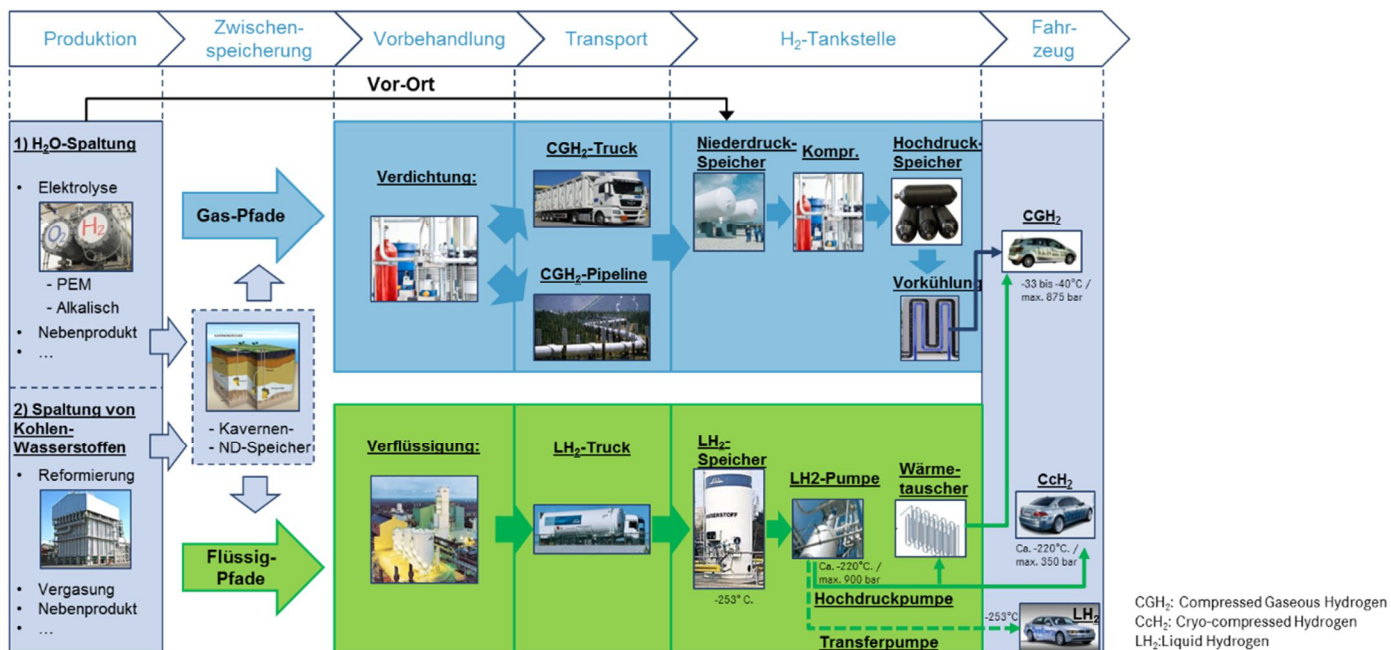 Produktion
Zwischen-
speicherung
Vorbehandlung
Transport
H₂-Tankstelle
Fahr-
zeug
Vor-Ort
1) H₂O-Spaltung
• Elektrolyse
O₂
H₂
- PEM
- Alkalisch
• Nebenprodukt
• …
2) Spaltung von
Kohlen-
Wasserstoffen
• Reformierung
• Vergasung
• Nebenprodukt
• …
Gas-Pfade
- Kavernen-
- ND-Speicher
Flüssig-
Pfade
Verdichtung:
CGH₂-Truck
CGH₂-Pipeline
Niederdruck-
Speicher
Kompr.
Hochdruck-
Speicher
Vorkühlung
CGH₂
-33 bis -40°C /
max. 875 bar
Verflüssigung:
LH₂-Truck
LH₂-
Speicher
-253° C.
LH2-Pumpe
Ca. -220°C. /
max. 900 bar
Wärme-
tauscher
Hochdruckpumpe
Transferpumpe
CcH₂
Ca. -220°C. /
max. 350 bar
-253°C
LH₂
CGH₂: Compressed Gaseous Hydrogen
CcH₂: Cryo-compressed Hydrogen
LH₂:Liquid Hydrogen